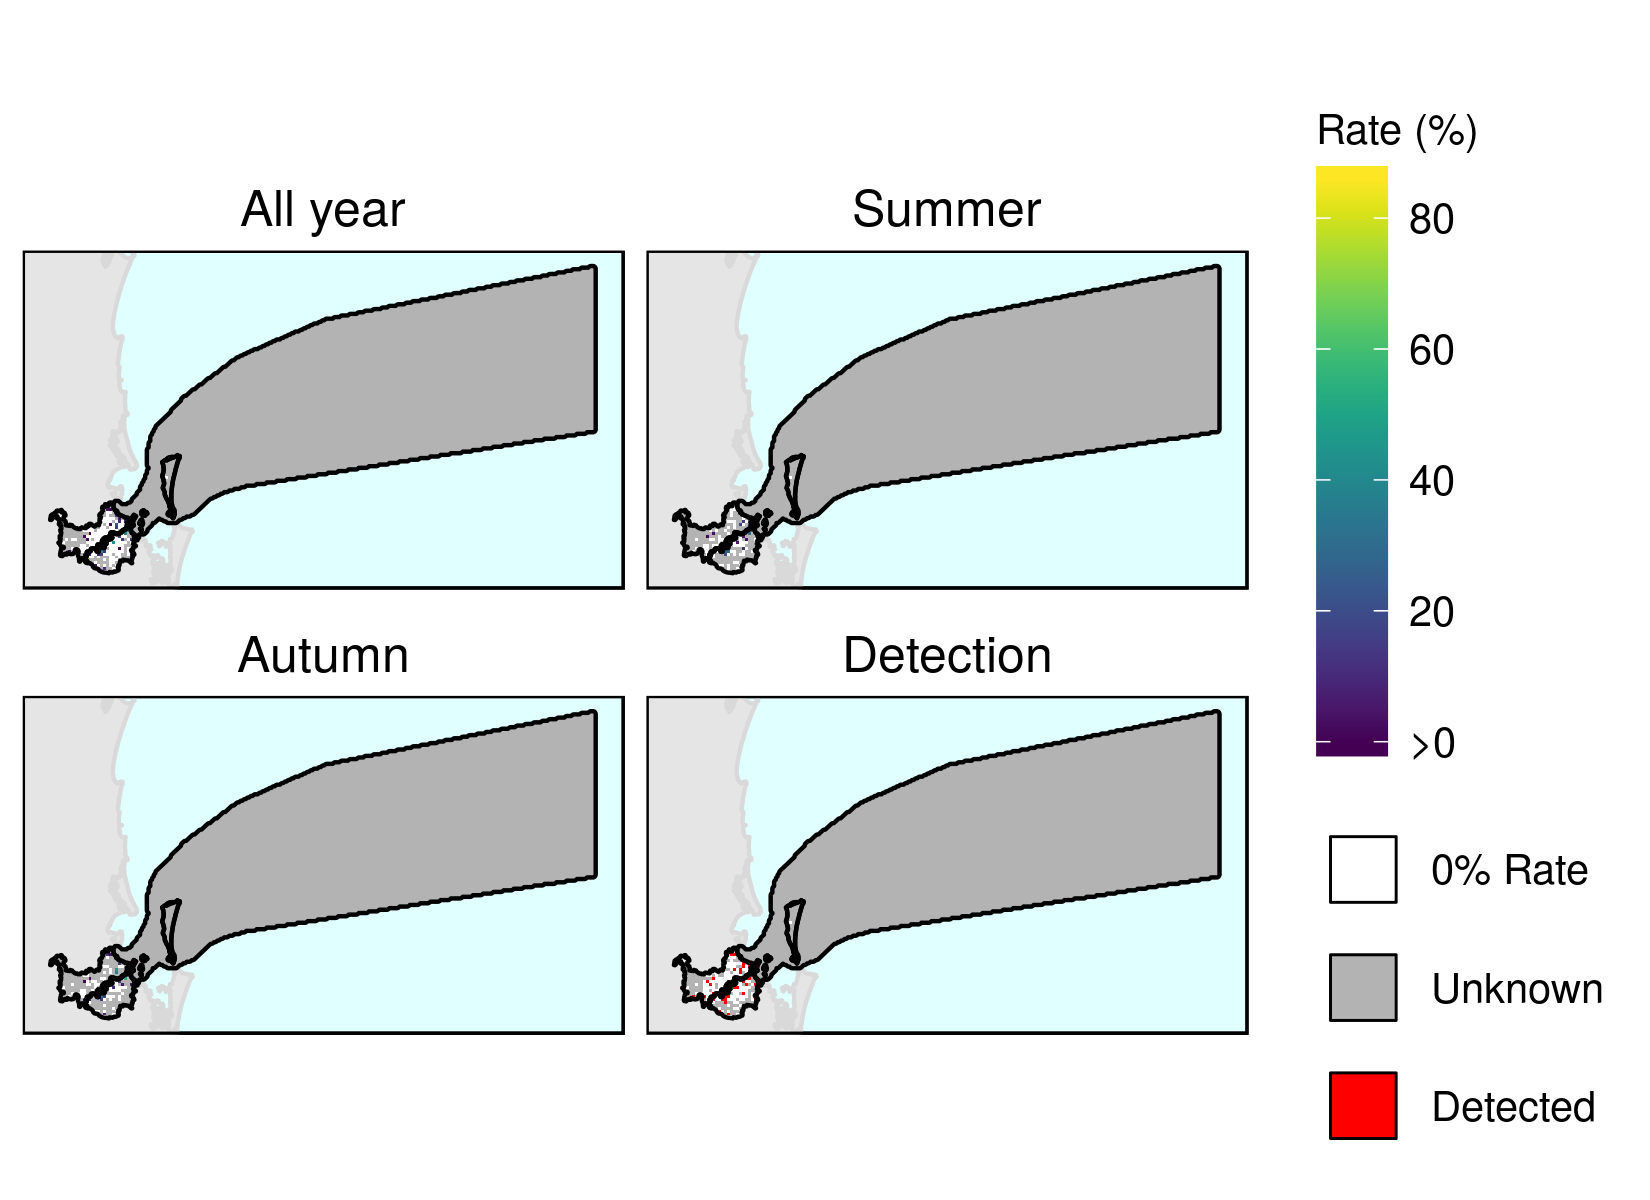 All year
Summer
Autumn
Detection
Rate (%)
80
60
40
20
>0
0% Rate
Unknown
Detected